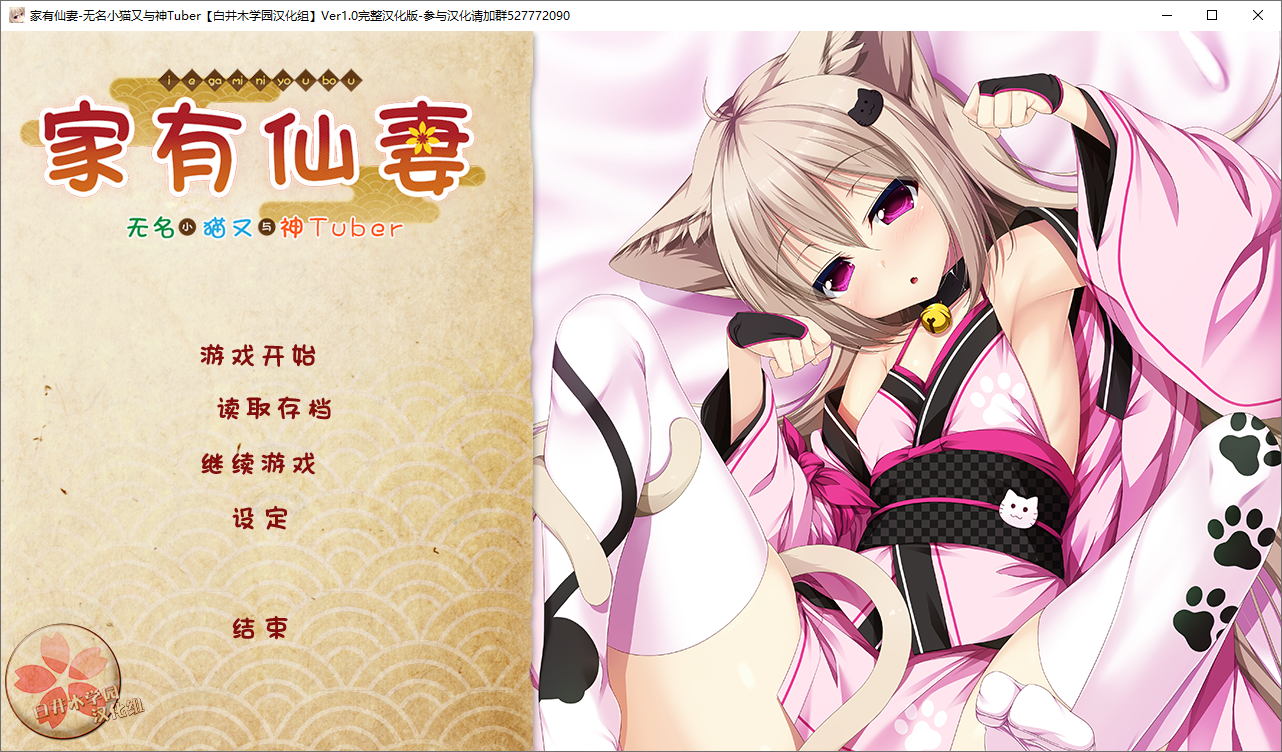 家有仙妻-无名小猫又与神Tuber【白井木学园汉化组】Ver1.0完整汉化版-参与汉化请加群527772090
i e ga mi ni yo u bo u
家有仙妻
无名小猫又与神Tuber
游戏开始
读取存档
继续游戏
设定
结束
白井木学园
汉化组